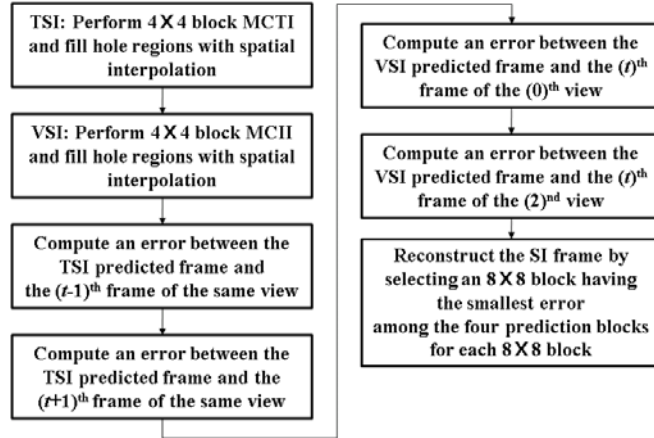 TSI: Perform 4X4 block MCTI
and fill hole regions with spatial
interpolation
VSI: Perform 4X4 block MCII
and fill hole regions with spatial
interpolation
Compute an error between the
TSI predicted frame and
the (t-1)th frame of the same view
Compute an error between the
TSI predicted frame and the
(t+1)th frame of the same view
Compute an error between the
VSI predicted frame and the (t)th
frame of the (0)th view
Compute an error between the
VSI predicted frame and the (t)th
frame of the (2)nd view
Reconstruct the SI frame by
selecting an 8X8 block having
the smallest error
among the four prediction blocks
for each 8X8 block